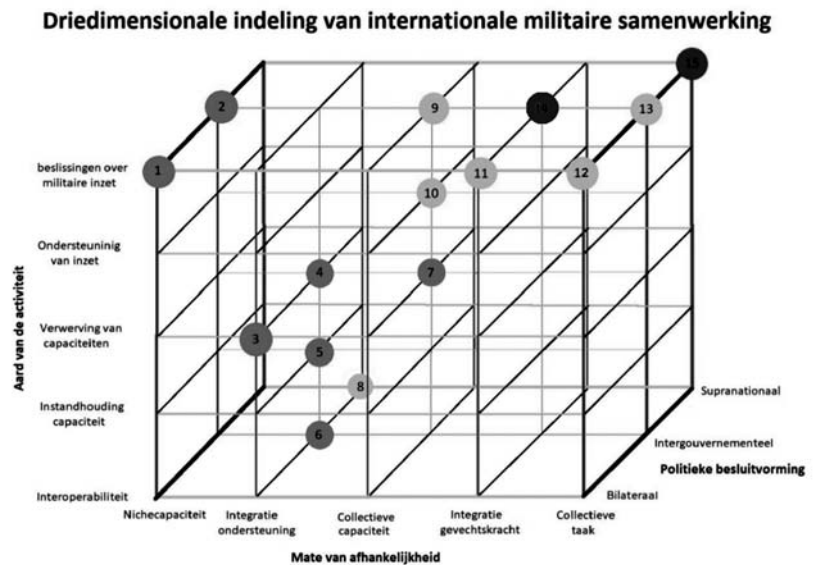 Driedimensionale indeling van internationale militaire samenwerking
15
2
9
14
13
beslissingen over
militaire inzet
1
11
12
10
Ondersteuninig
van inzet
4
7
Aard van de activiteit
Verwerving van
capaciteiten
3
5
8
Supranationaal
Instandhouding
capaciteit
6
Intergouvernementeel
Politieke besluitvorming
Interoperabiliteit
Bilateraal
Nichecapaciteit
Integratie
ondersteuning
Collectieve
capaciteit
Integratie
gevechtskracht
Collectieve
taak
Mate van afhankelijkheid